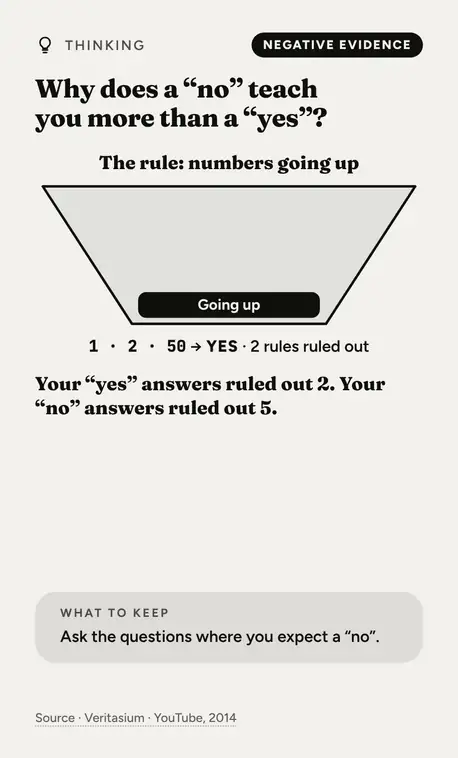 THINKING
NEGATIVE EVIDENCE
Why does a “no” teach
you more than a “yes”?
The rule: numbers going up
Going up
1 · 2 · 50 → YES · 2 rules ruled out
Your “yes” answers ruled out 2. Your
“no” answers ruled out 5.
WHAT TO KEEP
Ask the questions where you expect a “no”.
Source · Veritasium · YouTube, 2014